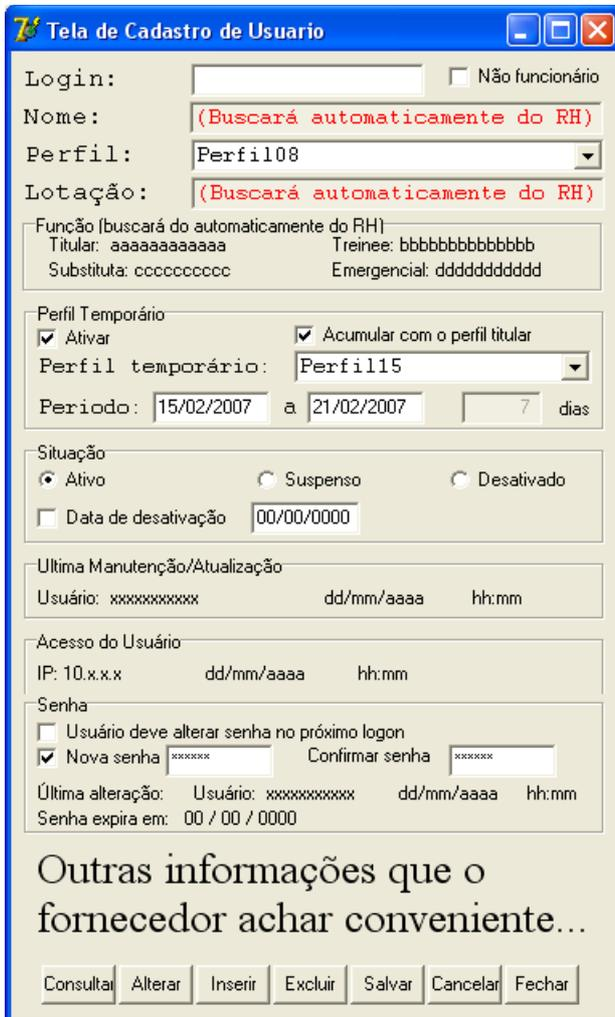 Tela de Cadastro de Usuario
Login: Não funcionário
Nome: (Buscará automaticamente do RH)
Perfil: Perfil08
Lotação: (Buscará automaticamente do RH)
Função (buscará do automaticamente do RH)
Titular: aaaaaaaaaaaa Treinee: bbbbbbbbbbbbbb
Substituta: cccccccccc Emergencial: ddddddddddd
Perfil Temporário
Ativar Acumular com o perfil titular
Perfil temporário: Perfil15
Periodo: 15/02/2007 a 21/02/2007 7 dias
Situação
Ativo Suspenso Desativado
Data de desativação 00/00/0000
Ultima Manutenção/Atualização
Usuário: xxxxxxxxxxx dd/mm/aaaa hh:mm
Acesso do Usuário
IP: 10.x.x.x dd/mm/aaaa hh:mm
Senha
Usuário deve alterar senha no próximo logon
Nova senha xxxxxx Confirmar senha xxxxxx
Última alteração: Usuário: xxxxxxxxxxx dd/mm/aaaa hh:mm
Senha expira em: 00 / 00 / 0000
Outras informações que o
fornecedor achar conveniente...
Consultar Alterar Inserir Excluir Salvar Cancelar Fechar